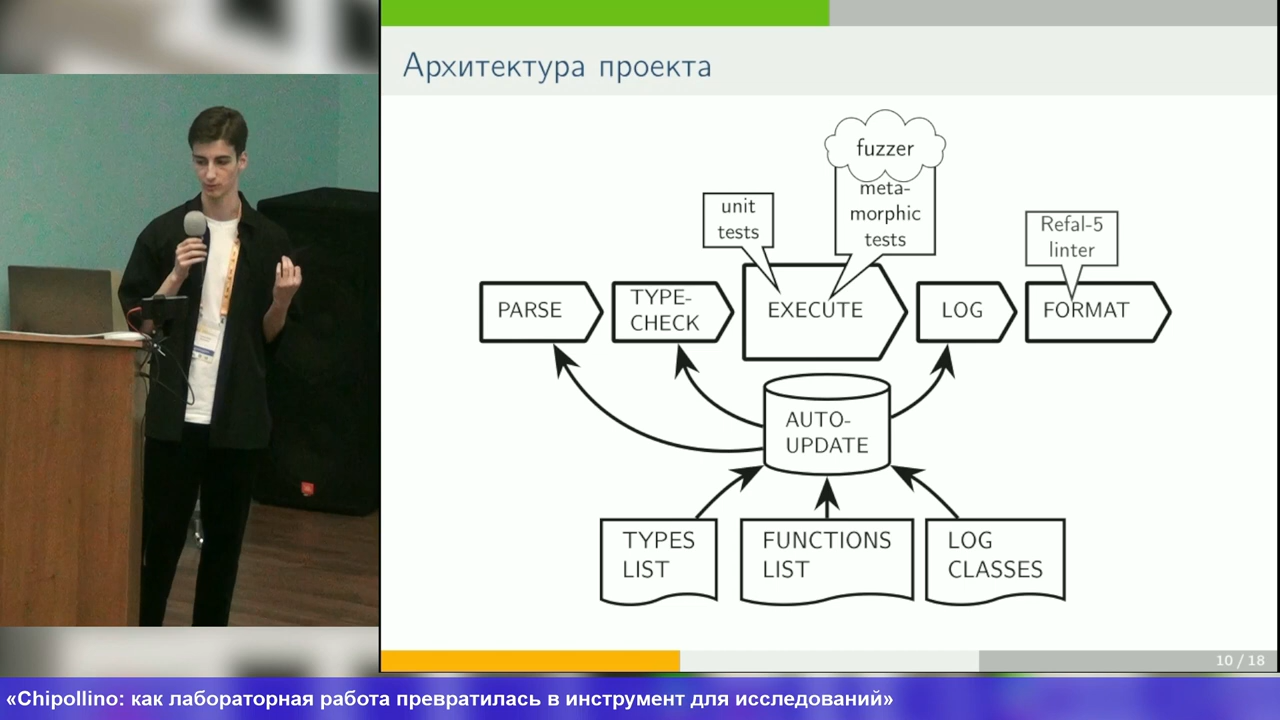 Архитектура проекта
fuzzer
meta-
morphic
tests
unit
tests
Refal-5
linter
PARSE
TYPE-
CHECK
EXECUTE
LOG
FORMAT
AUTO-
UPDATE
TYPES
LIST
FUNCTIONS
LIST
LOG
CLASSES
10 / 18
«Chipollino: как лабораторная работа превратилась в инструмент для исследований»